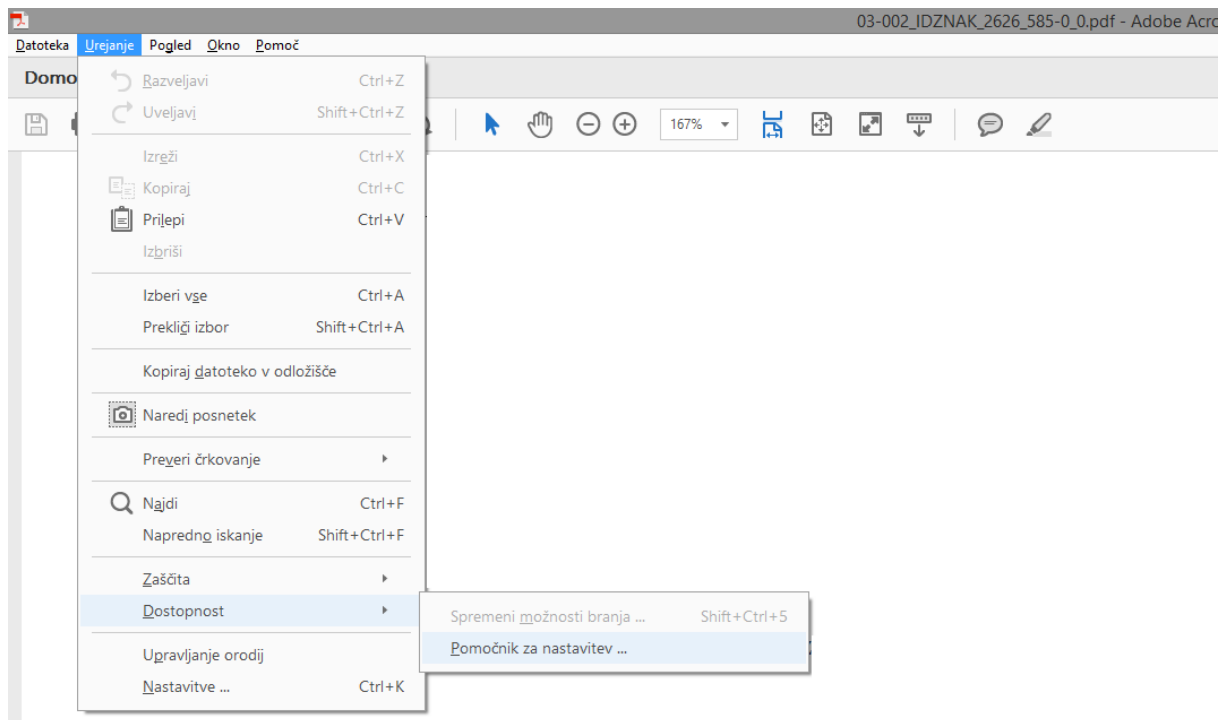 03-002_IDZNAK_2626_585-0_0.pdf - Adobe Acro
Datoteka Urejanje Pogled Okno Pomoč
Domo
Razveljavi Ctrl+Z
Uveljavi Shift+Ctrl+Z
167%
Izreži Ctrl+X
Kopiraj Ctrl+C
Prilepi Ctrl+V
Izbriši
Izberi vse Ctrl+A
Prekliči izbor Shift+Ctrl+A
Kopiraj datoteko v odložišče
Naredi posnetek
Preveri črkovanje
Najdi Ctrl+F
Napredno iskanje Shift+Ctrl+F
Zaščita
Dostopnost
Spremeni možnosti branja ... Shift+Ctrl+5
Pomočnik za nastavitev ...
Upravljanje orodij
Nastavitve ... Ctrl+K